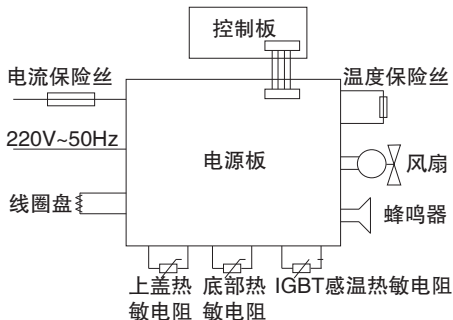 控制板
电流保险丝
温度保险丝
220V~50Hz
电源板
风扇
线圈盘
蜂鸣器
上盖热
敏电阻
底部热
敏电阻
IGBT感温热敏电阻